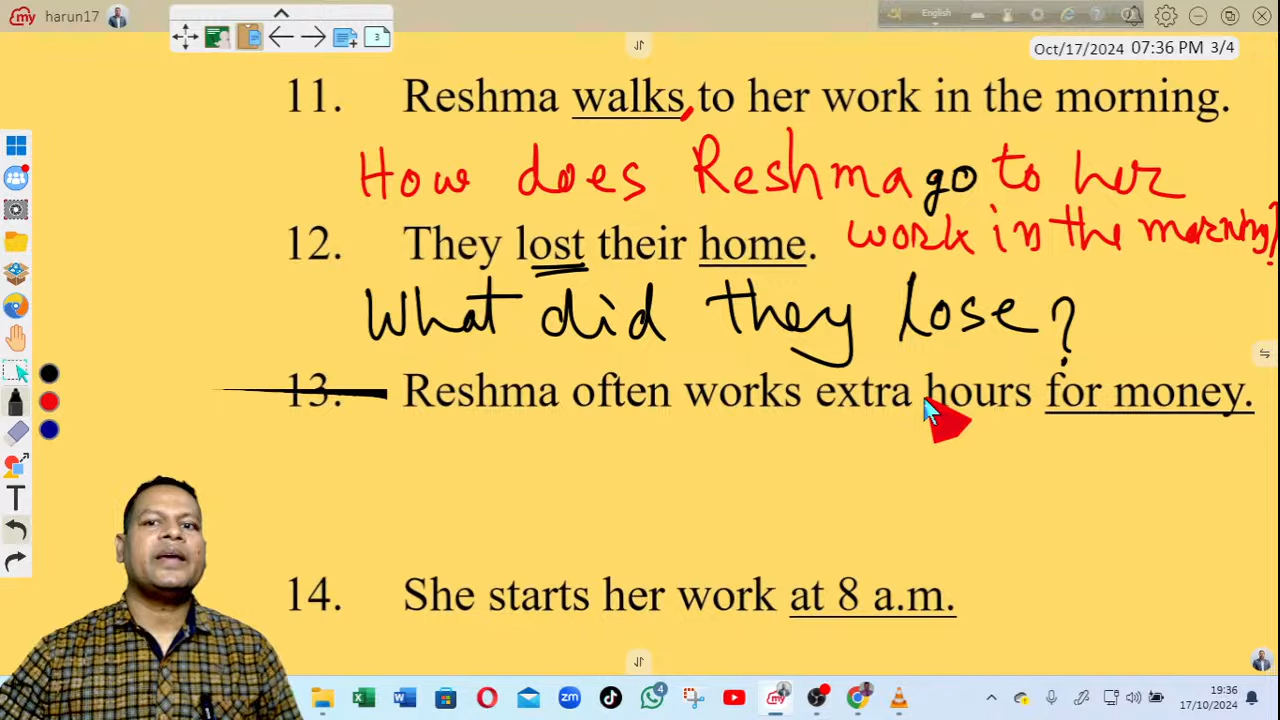 harun17
English
Oct/17/2024 07:36 PM 3/4
11. Reshma walks to her work in the morning.
How does Reshma go to her
work in the morning?
12. They lost their home.
What did they lose?
13. Reshma often works extra hours for money.
14. She starts her work at 8 a.m.
19:36
17/10/2024